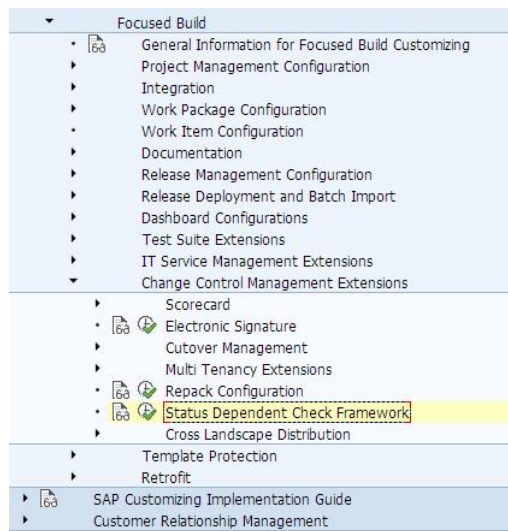 Focused Build
General Information for Focused Build Customizing
Project Management Configuration
Integration
Work Package Configuration
Work Item Configuration
Documentation
Release Management Configuration
Release Deployment and Batch Import
Dashboard Configurations
Test Suite Extensions
IT Service Management Extensions
Change Control Management Extensions
Scorecard
Electronic Signature
Cutover Management
Multi Tenancy Extensions
Repack Configuration
Status Dependent Check Framework
Cross Landscape Distribution
Template Protection
Retrofit
SAP Customizing Implementation Guide
Customer Relationship Management